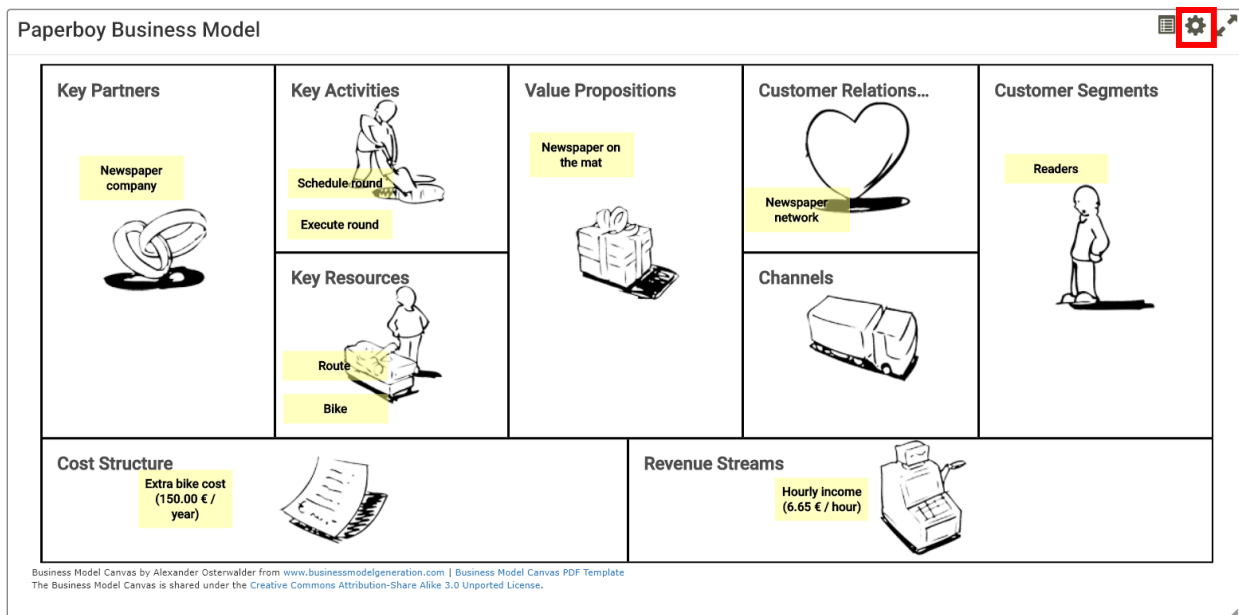 Paperboy Business Model
Key Partners
Newspaper
company
Key Activities
Schedule round
Execute round
Key Resources
Route
Bike
Value Propositions
Newspaper on
the mat
Customer Relations...
Newspaper
network
Channels
Customer Segments
Readers
Cost Structure
Extra bike cost
(150.00 € /
year)
Revenue Streams
Hourly income
(6.65 € / hour)
Business Model Canvas by Alexander Osterwalder from www.businessmodelgeneration.com | Business Model Canvas PDF Template
The Business Model Canvas is shared under the Creative Commons Attribution-Share Alike 3.0 Unported License.